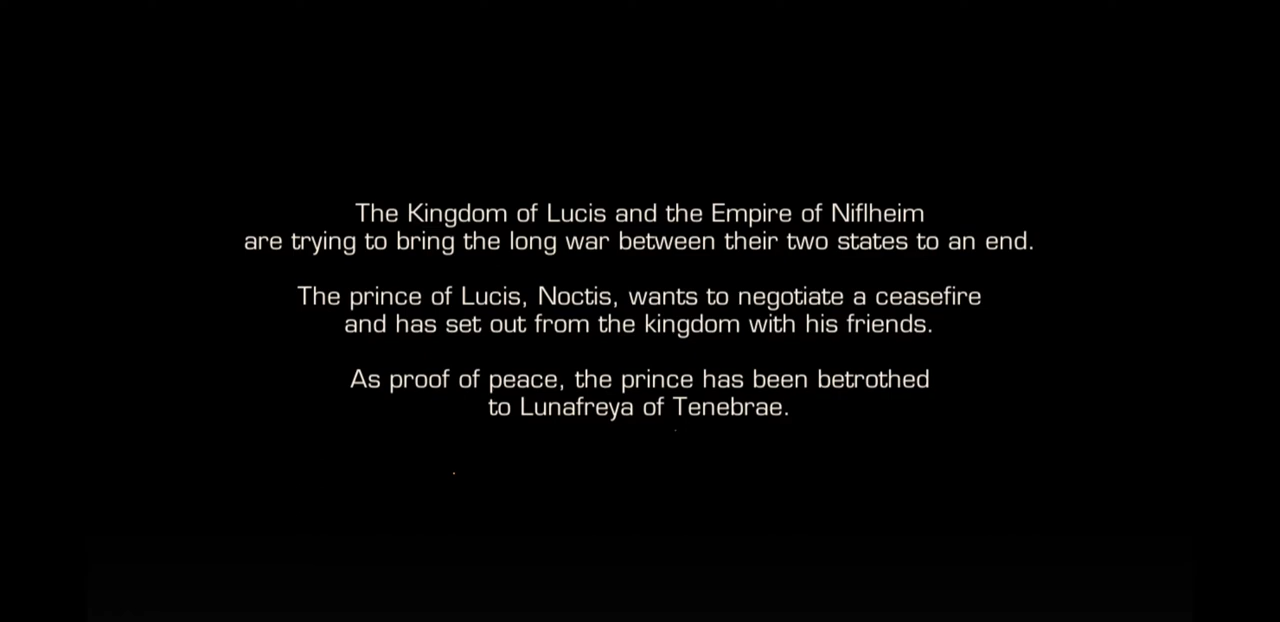 The Kingdom of Lucis and the Empire of Niflheim
are trying to bring the long war between their two states to an end.
The prince of Lucis, Noctis, wants to negotiate a ceasefire
and has set out from the kingdom with his friends.
As proof of peace, the prince has been betrothed
to Lunafreya of Tenebrae.